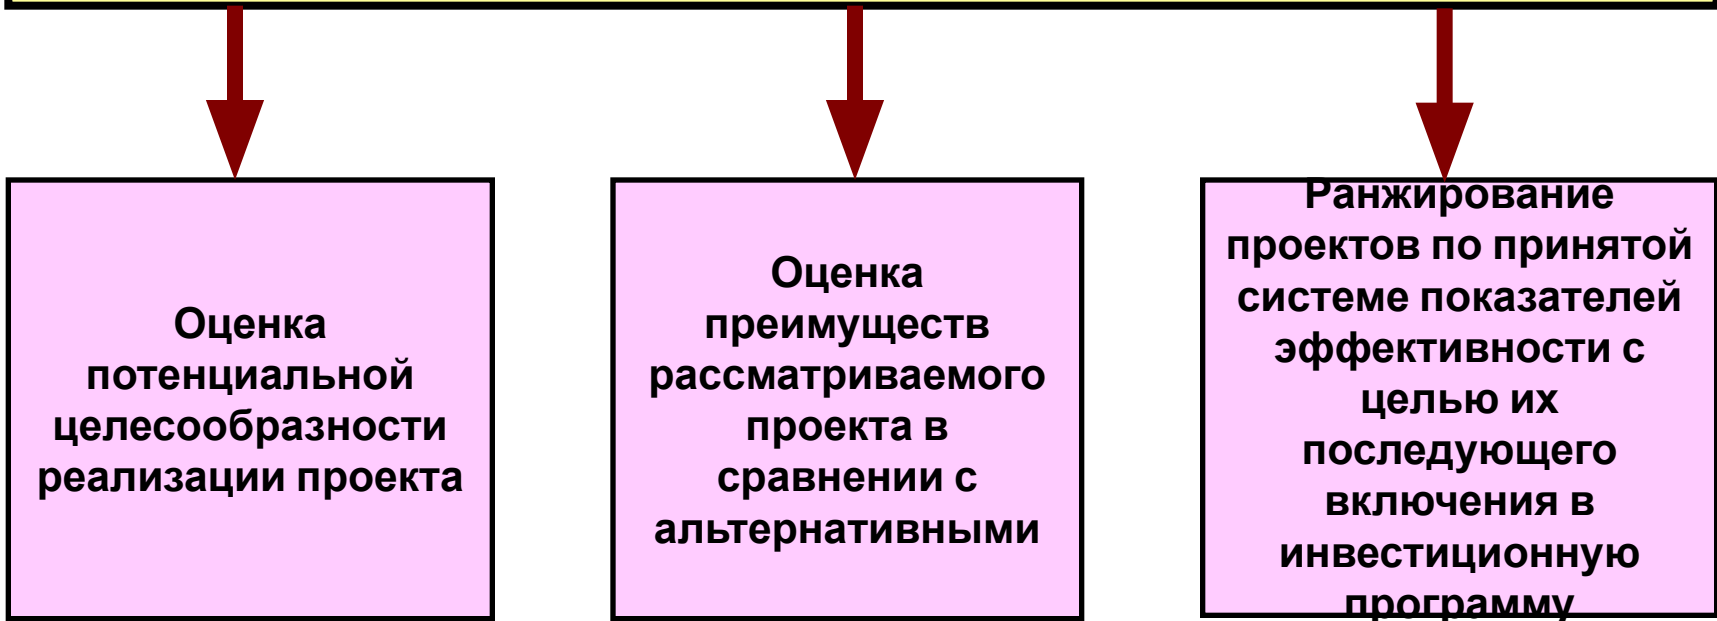 Оценка
потенциальной
целесообразности
реализации проекта
Оценка
преимуществ
рассматриваемого
проекта в
сравнении с
альтернативными
Ранжирование
проектов по принятой
системе показателей
эффективности с
целью их
последующего
включения в
инвестиционную
программу